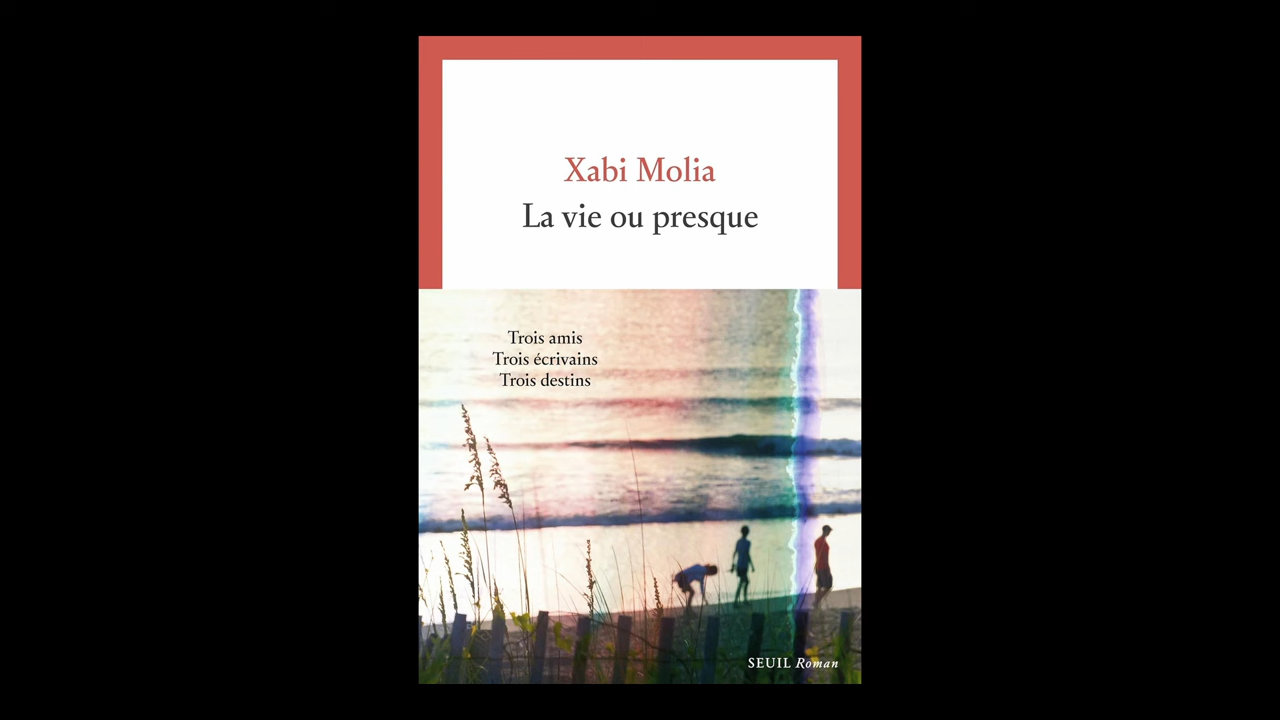 Xabi Molia
La vie ou presque
Trois amis
Trois écrivains
Trois destins
SEUIL Roman